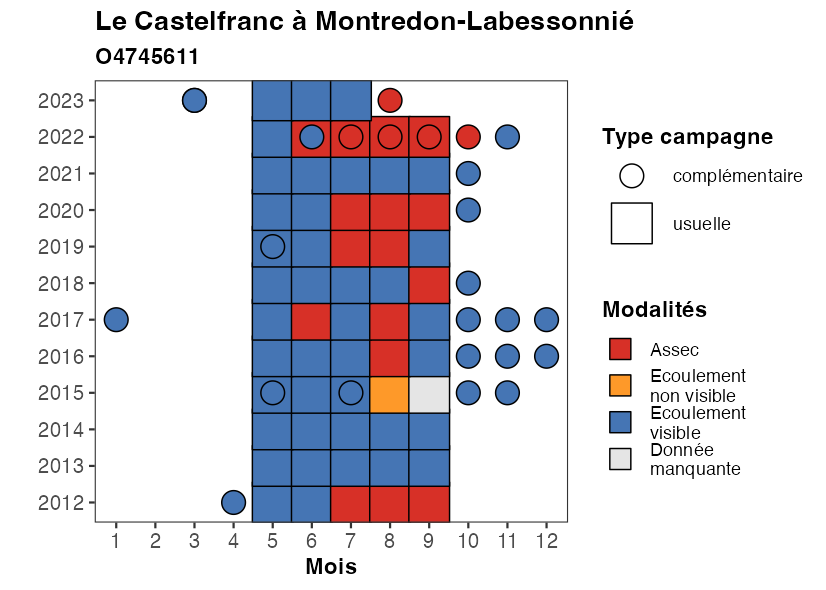 Le Castelfranc à Montredon-Labessonnié
O4745611
2023
2022
2021
2020
2019
2018
2017
2016
2015
2014
2013
2012
1 2 3 4 5 6 7 8 9 10 11 12
Mois
Type campagne
complémentaire
usuelle
Modalités
Assec
Ecoulement
non visible
Ecoulement
visible
Donnée
manquante